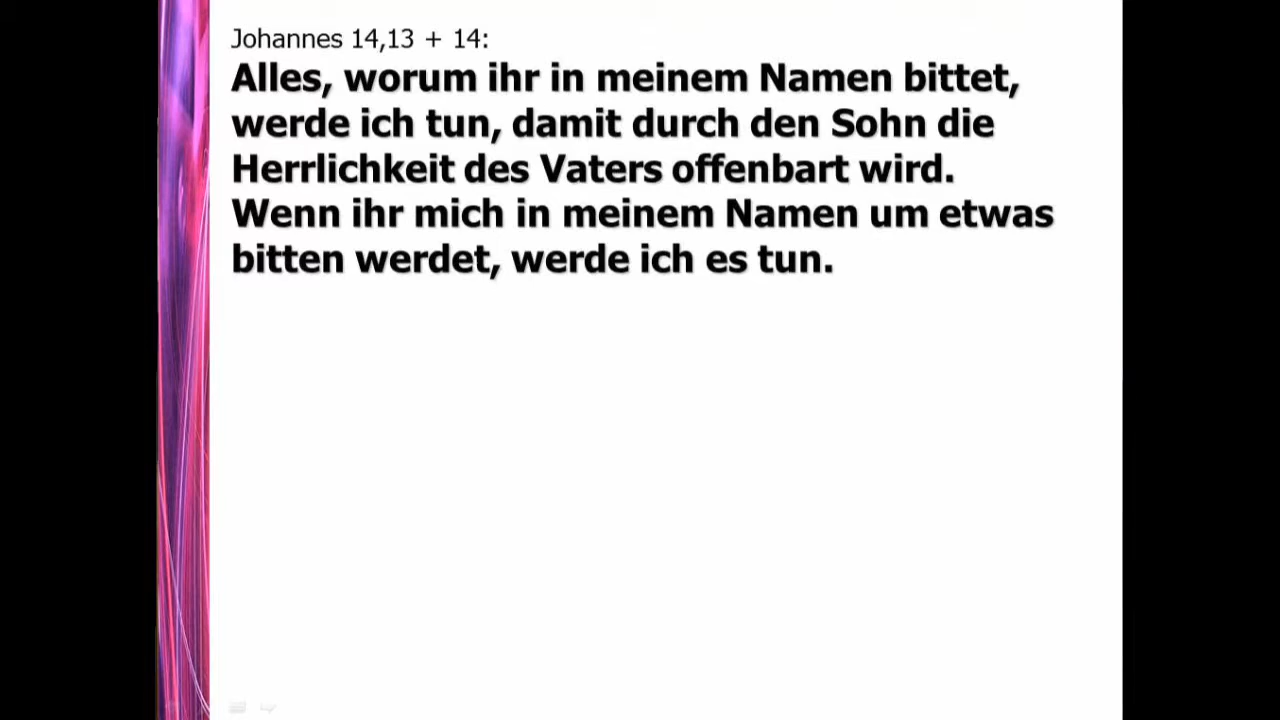 Johannes 14,13 + 14:
Alles, worum ihr in meinem Namen bittet,
werde ich tun, damit durch den Sohn die
Herrlichkeit des Vaters offenbart wird.
Wenn ihr mich in meinem Namen um etwas
bitten werdet, werde ich es tun.